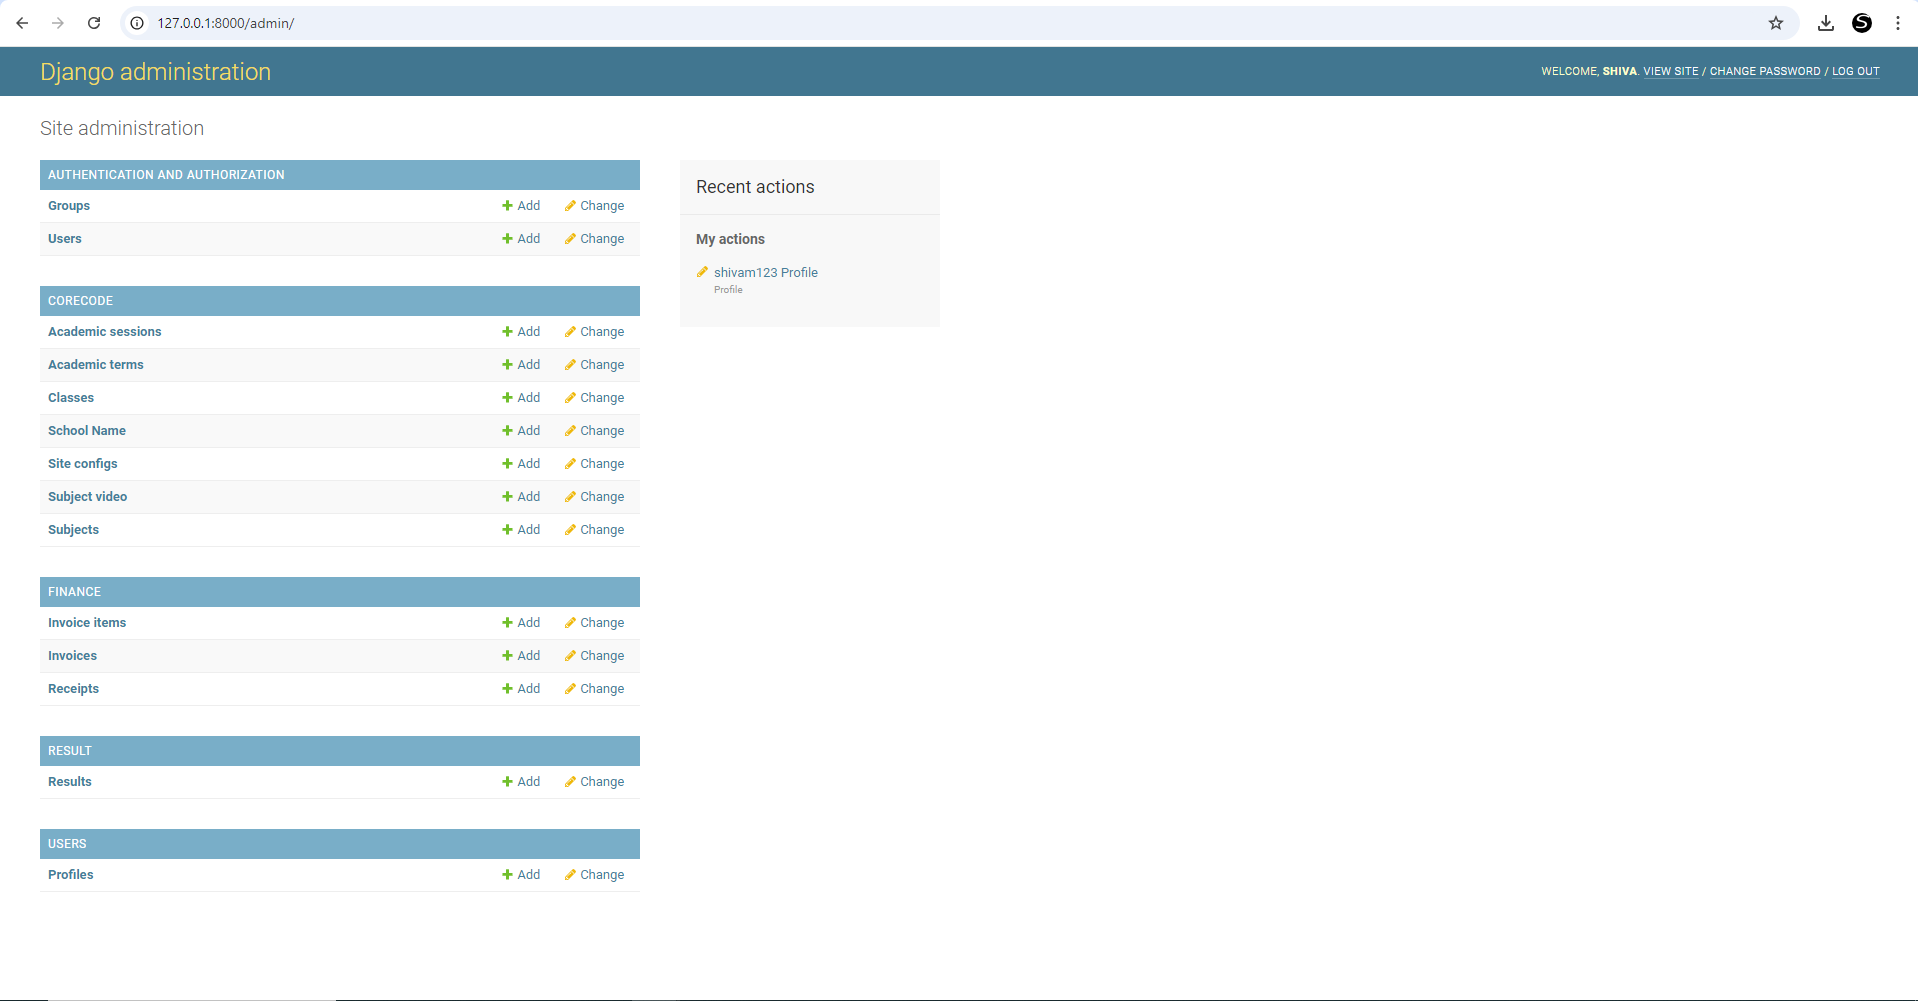 127.0.0.1:8000/admin/
Django administration
WELCOME, SHIVA. VIEW SITE / CHANGE PASSWORD / LOG OUT
Site administration
AUTHENTICATION AND AUTHORIZATION
Groups Add Change
Users Add Change
CORECODE
Academic sessions Add Change
Academic terms Add Change
Classes Add Change
School Name Add Change
Site configs Add Change
Subject video Add Change
Subjects Add Change
FINANCE
Invoice items Add Change
Invoices Add Change
Receipts Add Change
RESULT
Results Add Change
USERS
Profiles Add Change
Recent actions
My actions
shivam123 Profile
Profile